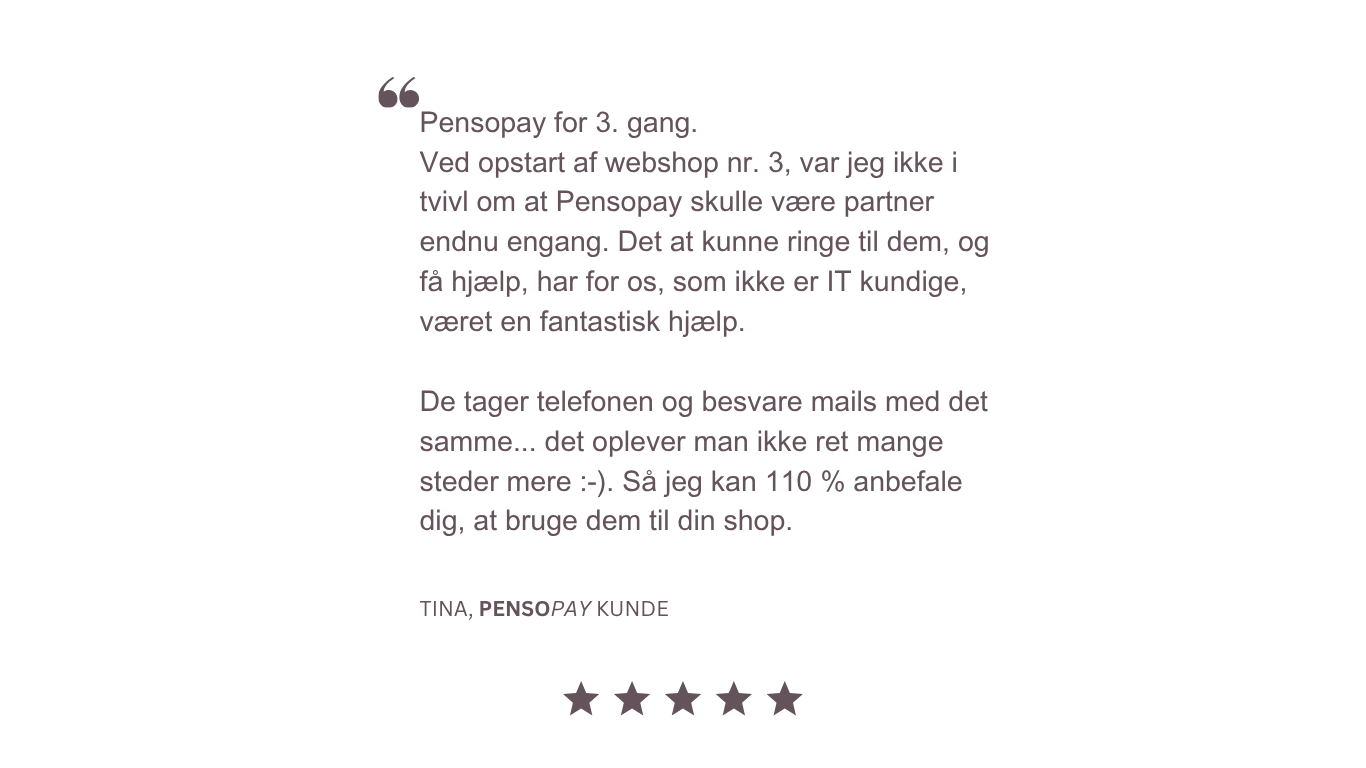 “
Pensopay for 3. gang.
Ved opstart af webshop nr. 3, var jeg ikke i
tvivl om at Pensopay skulle være partner
endnu engang. Det at kunne ringe til dem, og
få hjælp, har for os, som ikke er IT kundige,
været en fantastisk hjælp.
De tager telefonen og besvare mails med det
samme... det oplever man ikke ret mange
steder mere :-). Så jeg kan 110 % anbefale
dig, at bruge dem til din shop.
TINA, PENSOPAY KUNDE